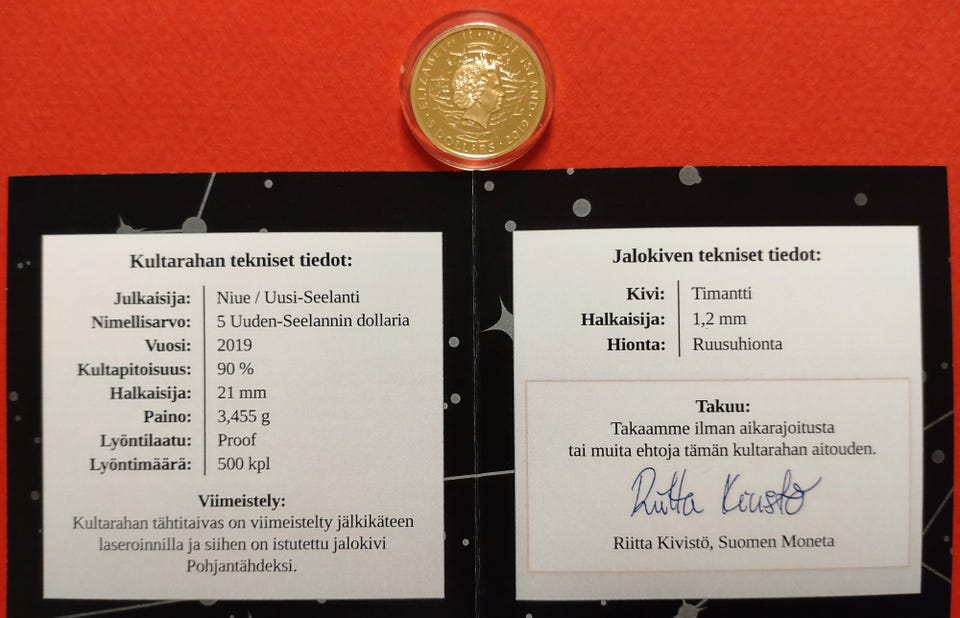 ELIZABETH II · NIUE ISLAND
5 DOLLARS · 2019
Kultarahan tekniset tiedot:
Julkaisija: Niue / Uusi-Seelanti
Nimellisarvo: 5 Uuden-Seelannin dollaria
Vuosi: 2019
Kultapitoisuus: 90 %
Halkaisija: 21 mm
Paino: 3,455 g
Lyöntilaatu: Proof
Lyöntimäärä: 500 kpl
Viimeistely:
Kultarahan tähtitaivas on viimeistelty jälkikäteen
laseroinnilla ja siihen on istutettu jalokivi
Pohjantähdeksi.
Jalokiven tekniset tiedot:
Kivi: Timantti
Halkaisija: 1,2 mm
Hionta: Ruusuhionta
Takuu:
Takaamme ilman aikarajoitusta
tai muita ehtoja tämän kultarahan aitouden.
Riitta Kivistö
Riitta Kivistö, Suomen Moneta